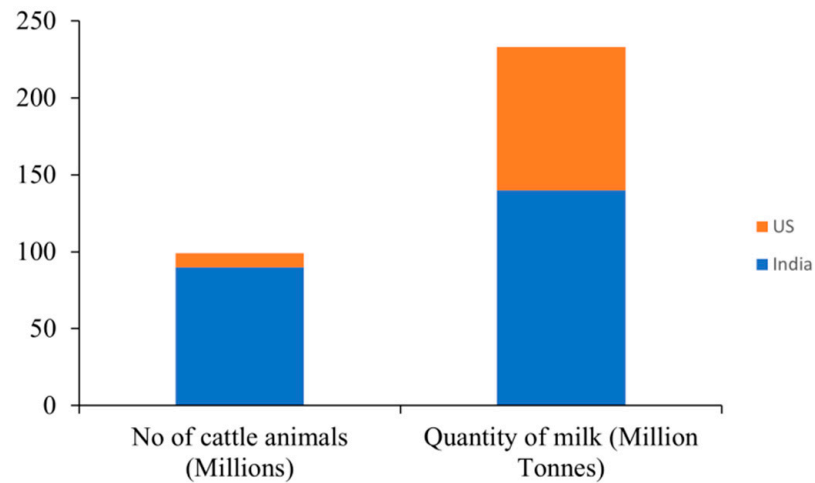 250
200
150
100
50
0
No of cattle animals
(Millions)
Quantity of milk (Million
Tonnes)
US
India